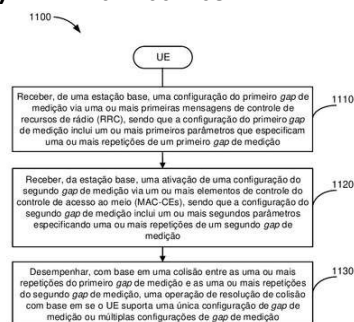 1100
UE
Receber, de uma estação base, uma configuração do primeiro gap de
medição via uma ou mais primeiras mensagens de controle de
recursos de rádio (RRC), sendo que a configuração do primeiro gap
de medição inclui um ou mais primeiros parâmetros que especificam
uma ou mais repetições de um primeiro gap de medição
1110
Receber, da estação base, uma ativação de uma configuração do
segundo gap de medição via um ou mais elementos de controle do
controle de acesso ao meio (MAC-CEs), sendo que a configuração do
segundo gap de medição inclui um ou mais segundos parâmetros
especificando uma ou mais repetições de um segundo gap de
medição
1120
Desempenhar, com base em uma colisão entre as uma ou mais
repetições do primeiro gap de medição e as uma ou mais repetições
do segundo gap de medição, uma operação de resolução de colisão
com base em se o UE suporta uma única configuração de gap de
medição ou múltiplas configurações de gap de medição
1130